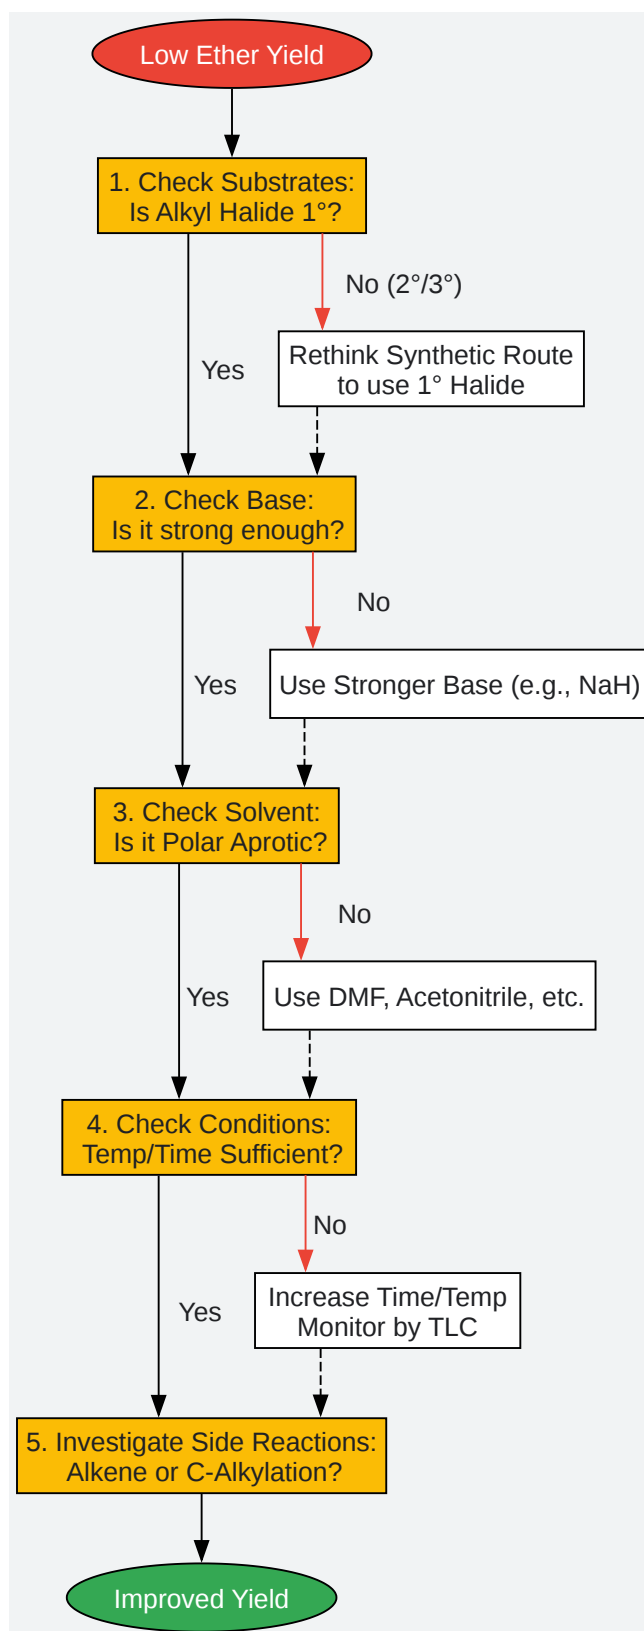 Low Ether Yield
1. Check Substrates:
Is Alkyl Halide 1°?
No (2°/3°)
Yes
Rethink Synthetic Route
to use 1° Halide
2. Check Base:
Is it strong enough?
No
Yes
Use Stronger Base (e.g., NaH)
3. Check Solvent:
Is it Polar Aprotic?
No
Yes
Use DMF, Acetonitrile, etc.
4. Check Conditions:
Temp/Time Sufficient?
No
Yes
Increase Time/Temp
Monitor by TLC
5. Investigate Side Reactions:
Alkene or C-Alkylation?
Improved Yield